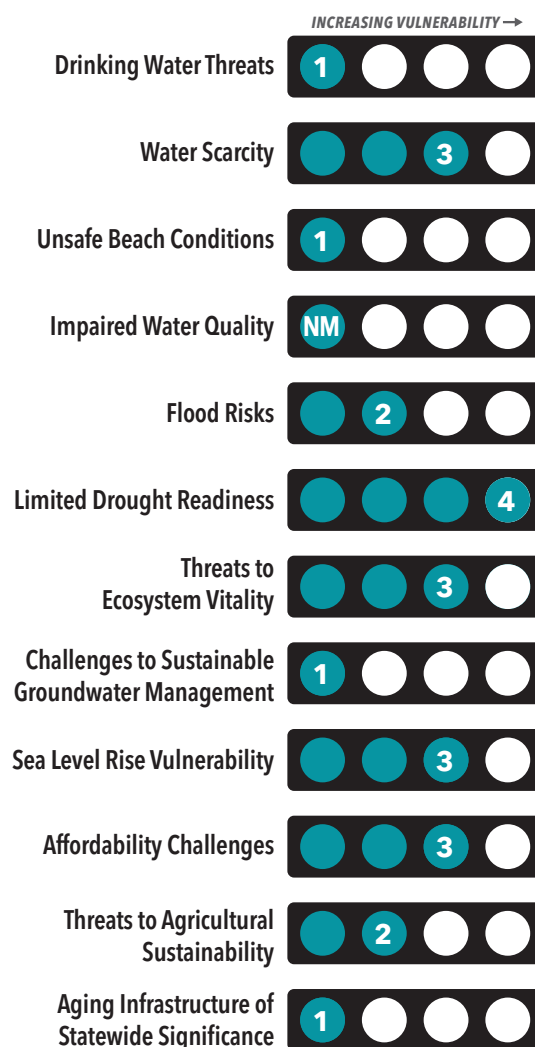 INCREASING VULNERABILITY →
Drinking Water Threats 1
Water Scarcity 3
Unsafe Beach Conditions 1
Impaired Water Quality NM
Flood Risks 2
Limited Drought Readiness 4
Threats to
Ecosystem Vitality 3
Challenges to Sustainable
Groundwater Management 1
Sea Level Rise Vulnerability 3
Affordability Challenges 3
Threats to Agricultural
Sustainability 2
Aging Infrastructure of
Statewide Significance 1